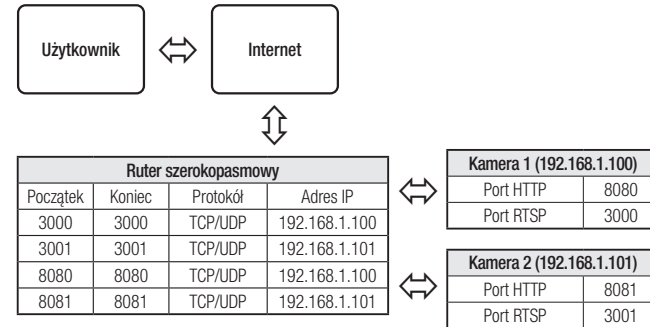 Użytkownik
Internet
Ruter szerokopasmowy
Początek Koniec Protokół Adres IP
3000 3000 TCP/UDP 192.168.1.100
3001 3001 TCP/UDP 192.168.1.101
8080 8080 TCP/UDP 192.168.1.100
8081 8081 TCP/UDP 192.168.1.101
Kamera 1 (192.168.1.100)
Port HTTP 8080
Port RTSP 3000
Kamera 2 (192.168.1.101)
Port HTTP 8081
Port RTSP 3001